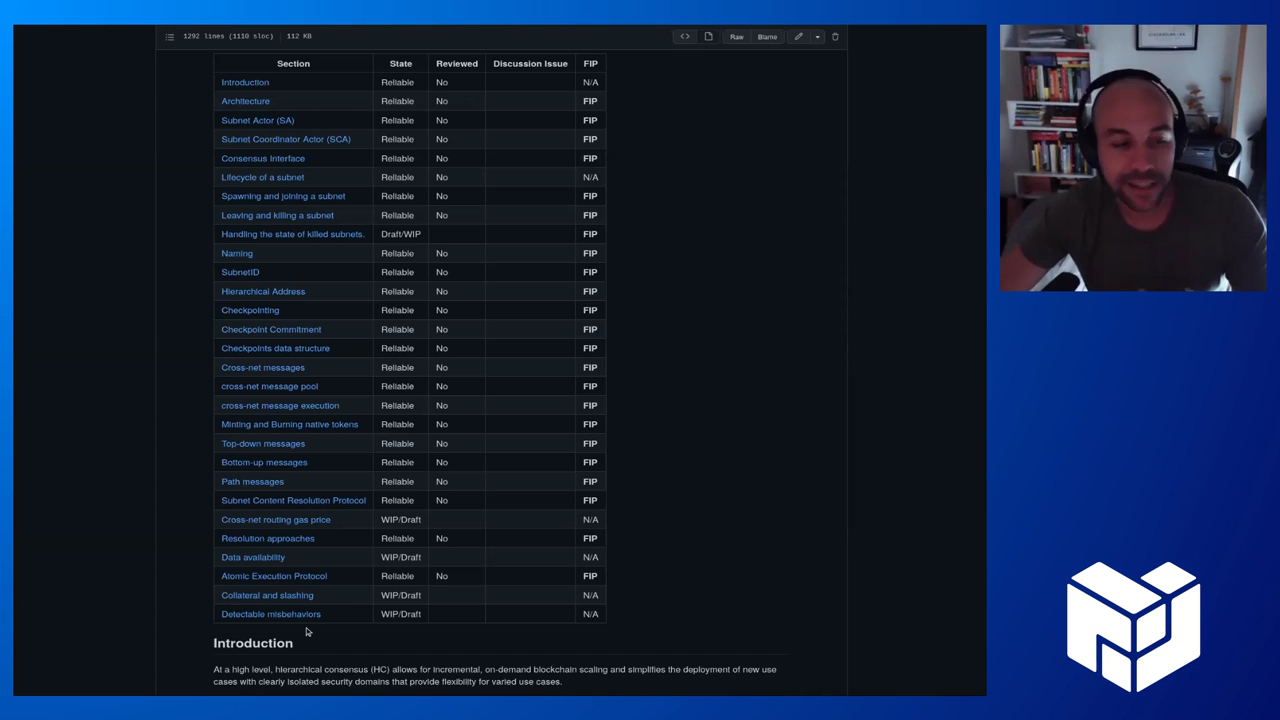 1292 lines (1110 sloc) 112 KB Raw Blame
Section State Reviewed Discussion Issue FIP
Introduction Reliable No N/A
Architecture Reliable No FIP
Subnet Actor (SA) Reliable No FIP
Subnet Coordinator Actor (SCA) Reliable No FIP
Consensus Interface Reliable No FIP
Lifecycle of a subnet Reliable No N/A
Spawning and joining a subnet Reliable No FIP
Leaving and killing a subnet Reliable No FIP
Handling the state of killed subnets. Draft/WIP FIP
Naming Reliable No FIP
SubnetID Reliable No FIP
Hierarchical Address Reliable No FIP
Checkpointing Reliable No FIP
Checkpoint Commitment Reliable No FIP
Checkpoints data structure Reliable No FIP
Cross-net messages Reliable No FIP
cross-net message pool Reliable No FIP
cross-net message execution Reliable No FIP
Minting and Burning native tokens Reliable No FIP
Top-down messages Reliable No FIP
Bottom-up messages Reliable No FIP
Path messages Reliable No FIP
Subnet Content Resolution Protocol Reliable No FIP
Cross-net routing gas price WIP/Draft N/A
Resolution approaches Reliable No FIP
Data availability WIP/Draft N/A
Atomic Execution Protocol Reliable No FIP
Collateral and slashing WIP/Draft N/A
Detectable misbehaviors WIP/Draft N/A
Introduction
At a high level, hierarchical consensus (HC) allows for incremental, on-demand blockchain scaling and simplifies the deployment of new use
cases with clearly isolated security domains that provide flexibility for varied use cases.